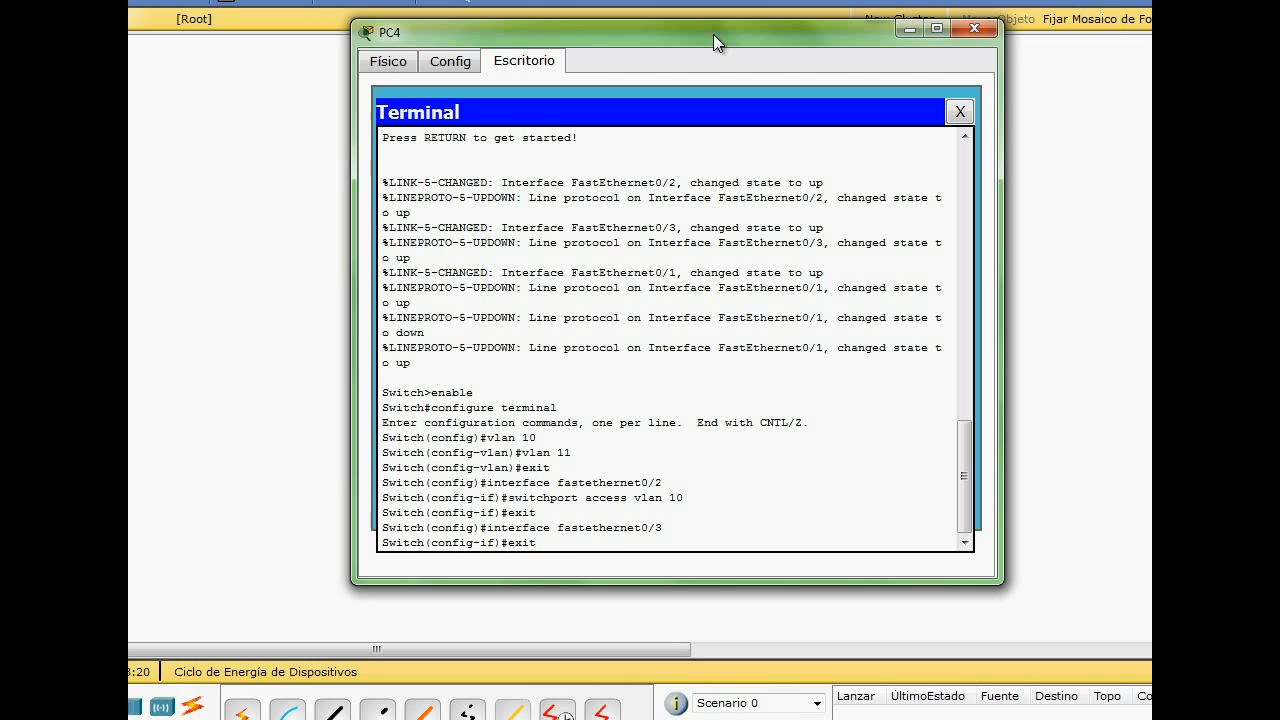 [Root]
Fijar Mosaico de Fo
PC4
Físico
Config
Escritorio
Terminal
X
Press RETURN to get started!
%LINK-5-CHANGED: Interface FastEthernet0/2, changed state to up
%LINEPROTO-5-UPDOWN: Line protocol on Interface FastEthernet0/2, changed state t
o up
%LINK-5-CHANGED: Interface FastEthernet0/3, changed state to up
%LINEPROTO-5-UPDOWN: Line protocol on Interface FastEthernet0/3, changed state t
o up
%LINK-5-CHANGED: Interface FastEthernet0/1, changed state to up
%LINEPROTO-5-UPDOWN: Line protocol on Interface FastEthernet0/1, changed state t
o up
%LINEPROTO-5-UPDOWN: Line protocol on Interface FastEthernet0/1, changed state t
o down
%LINEPROTO-5-UPDOWN: Line protocol on Interface FastEthernet0/1, changed state t
o up
Switch>enable
Switch#configure terminal
Enter configuration commands, one per line.  End with CNTL/Z.
Switch(config)#vlan 10
Switch(config-vlan)#vlan 11
Switch(config-vlan)#exit
Switch(config)#interface fastethernet0/2
Switch(config-if)#switchport access vlan 10
Switch(config-if)#exit
Switch(config)#interface fastethernet0/3
Switch(config-if)#exit
3:20
Ciclo de Energía de Dispositivos
Scenario 0
Lanzar ÚltimoEstado Fuente Destino Topo Co